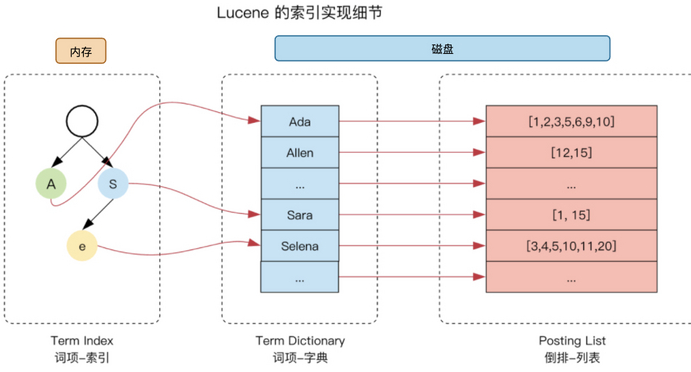 Lucene 的索引实现细节
内存
磁盘
A
S
e
Ada
Allen
...
Sara
Selena
...
[1,2,3,5,6,9,10]
[12,15]
...
[1, 15]
[3,4,5,10,11,20]
...
Term Index
词项-索引
Term Dictionary
词项-字典
Posting List
倒排-列表